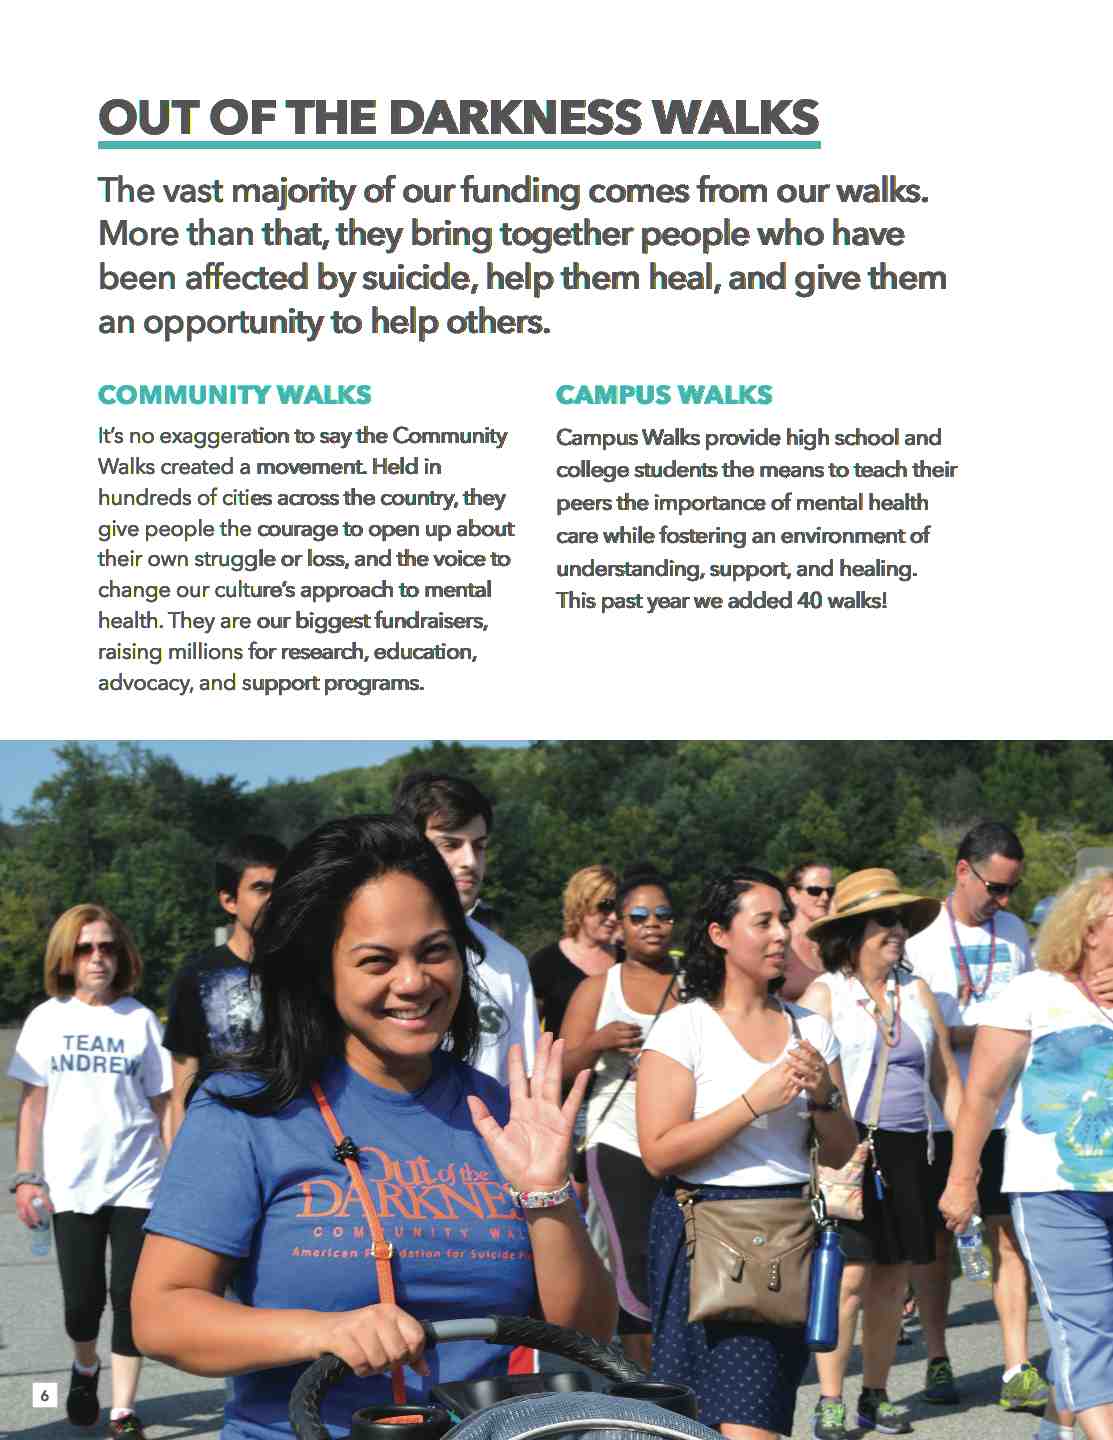 OUT OF THE DARKNESS WALKS
The vast majority of our funding comes from our walks.
More than that, they bring together people who have
been affected by suicide, help them heal, and give them
an opportunity to help others.
COMMUNITY WALKS
It's no exaggeration to say the Community
Walks created a movement. Held in
hundreds of cities across the country, they
give people the courage to open up about
their own struggle or loss, and the voice to
change our culture's approach to mental
health. They are our biggest fundraisers,
raising millions for research, education,
advocacy, and support programs.
CAMPUS WALKS
Campus Walks provide high school and
college students the means to teach their
peers the importance of mental health
care while fostering an environment of
understanding, support, and healing.
This past year we added 40 walks!
TEAM
ANDREW
Out of the
DARKNE
COM UNITY WAL
American F dation for Suicide
6